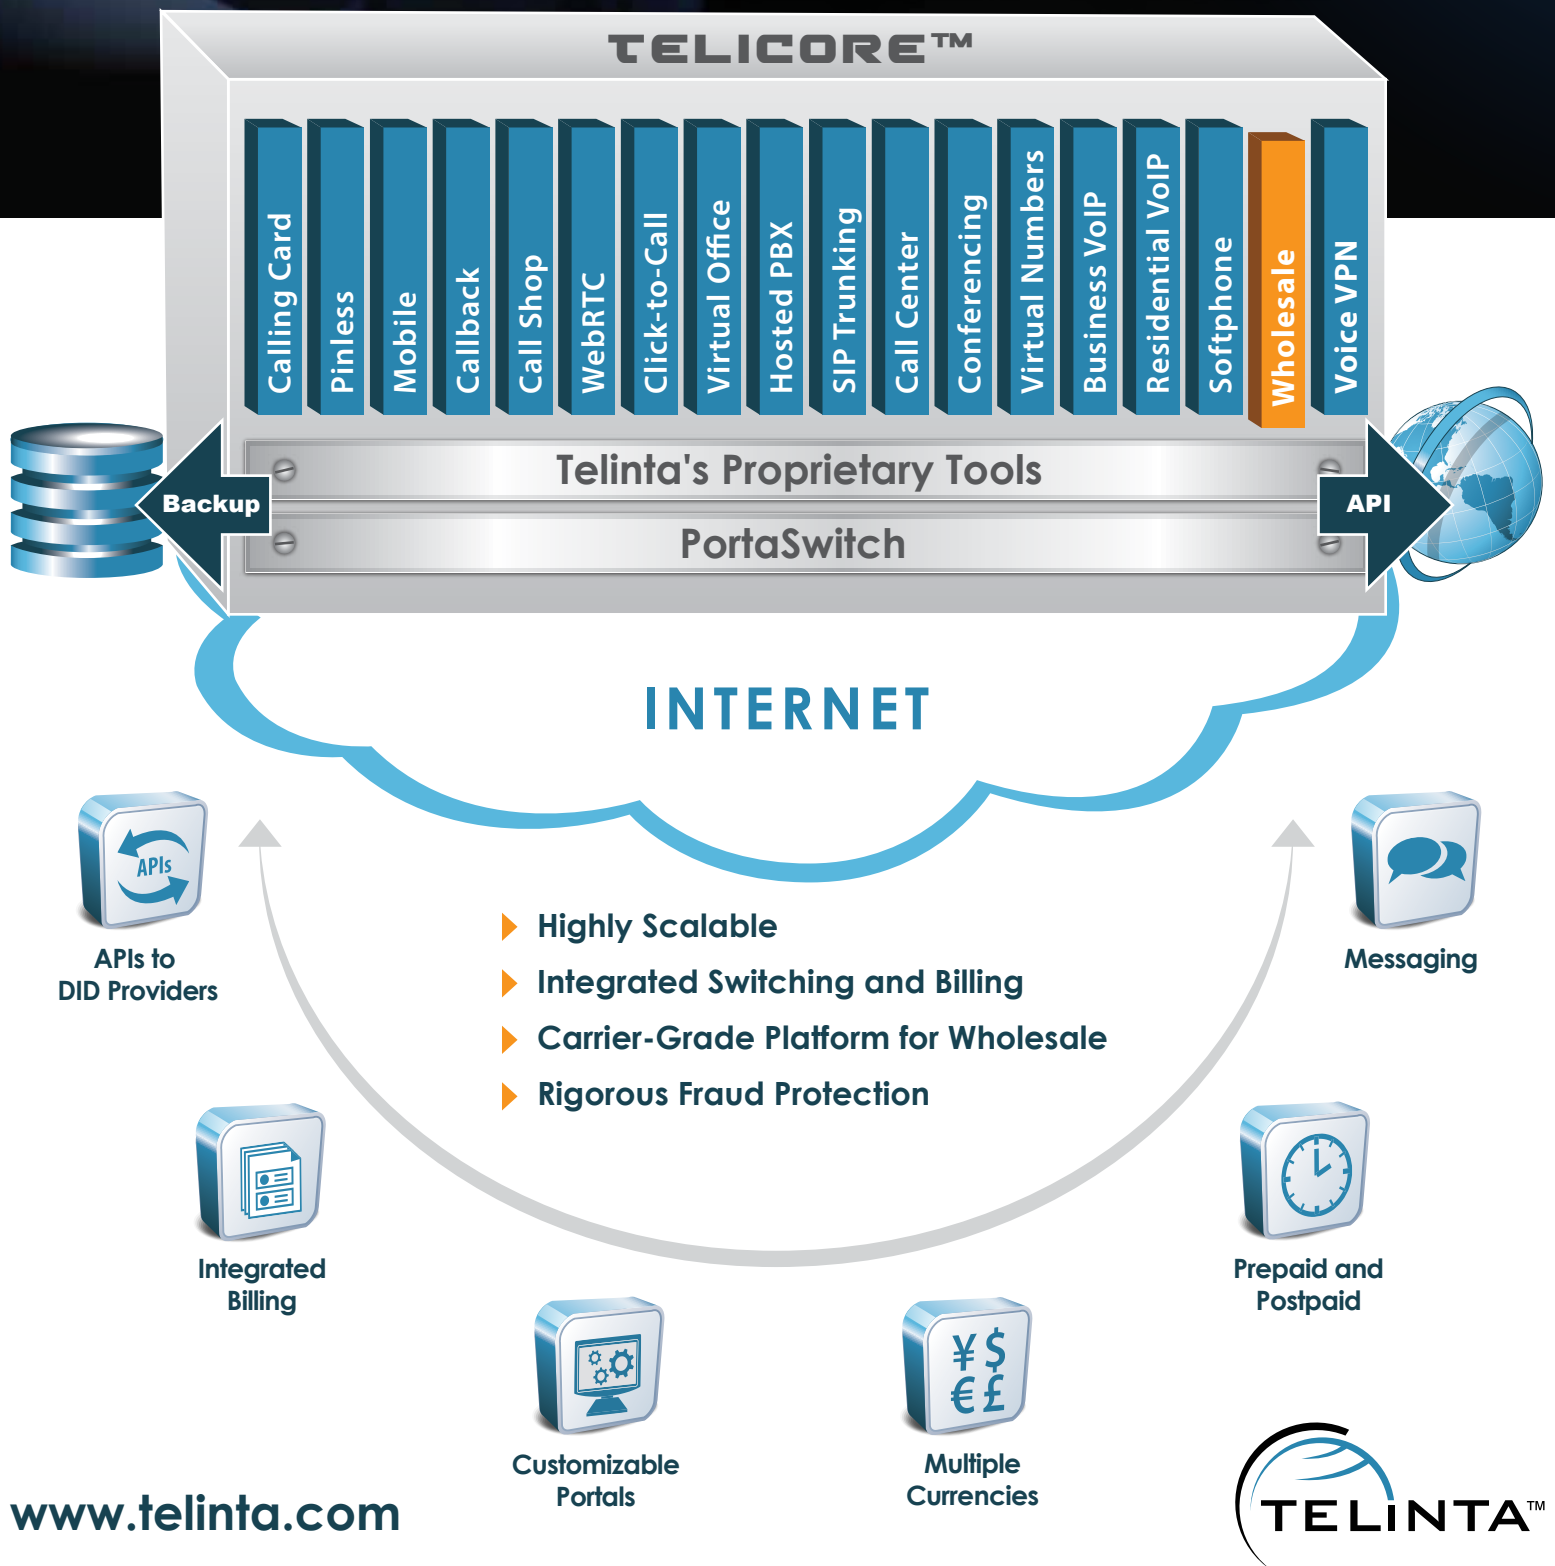 TELICORE™
Calling Card
Pinless
Mobile
Callback
Call Shop
WebRTC
Click-to-Call
Virtual Office
Hosted PBX
SIP Trunking
Call Center
Conferencing
Virtual Numbers
Business VoIP
Residential VoIP
Softphone
Wholesale
Voice VPN
Telinta's Proprietary Tools
Backup
API
PortaSwitch
INTERNET
APIs
APIs to
DID Providers
Highly Scalable
Integrated Switching and Billing
Carrier-Grade Platform for Wholesale
Rigorous Fraud Protection
Messaging
Integrated
Billing
Prepaid and
Postpaid
¥ $
€ £
Customizable
Portals
Multiple
Currencies
www.telinta.com
TELiNTA™